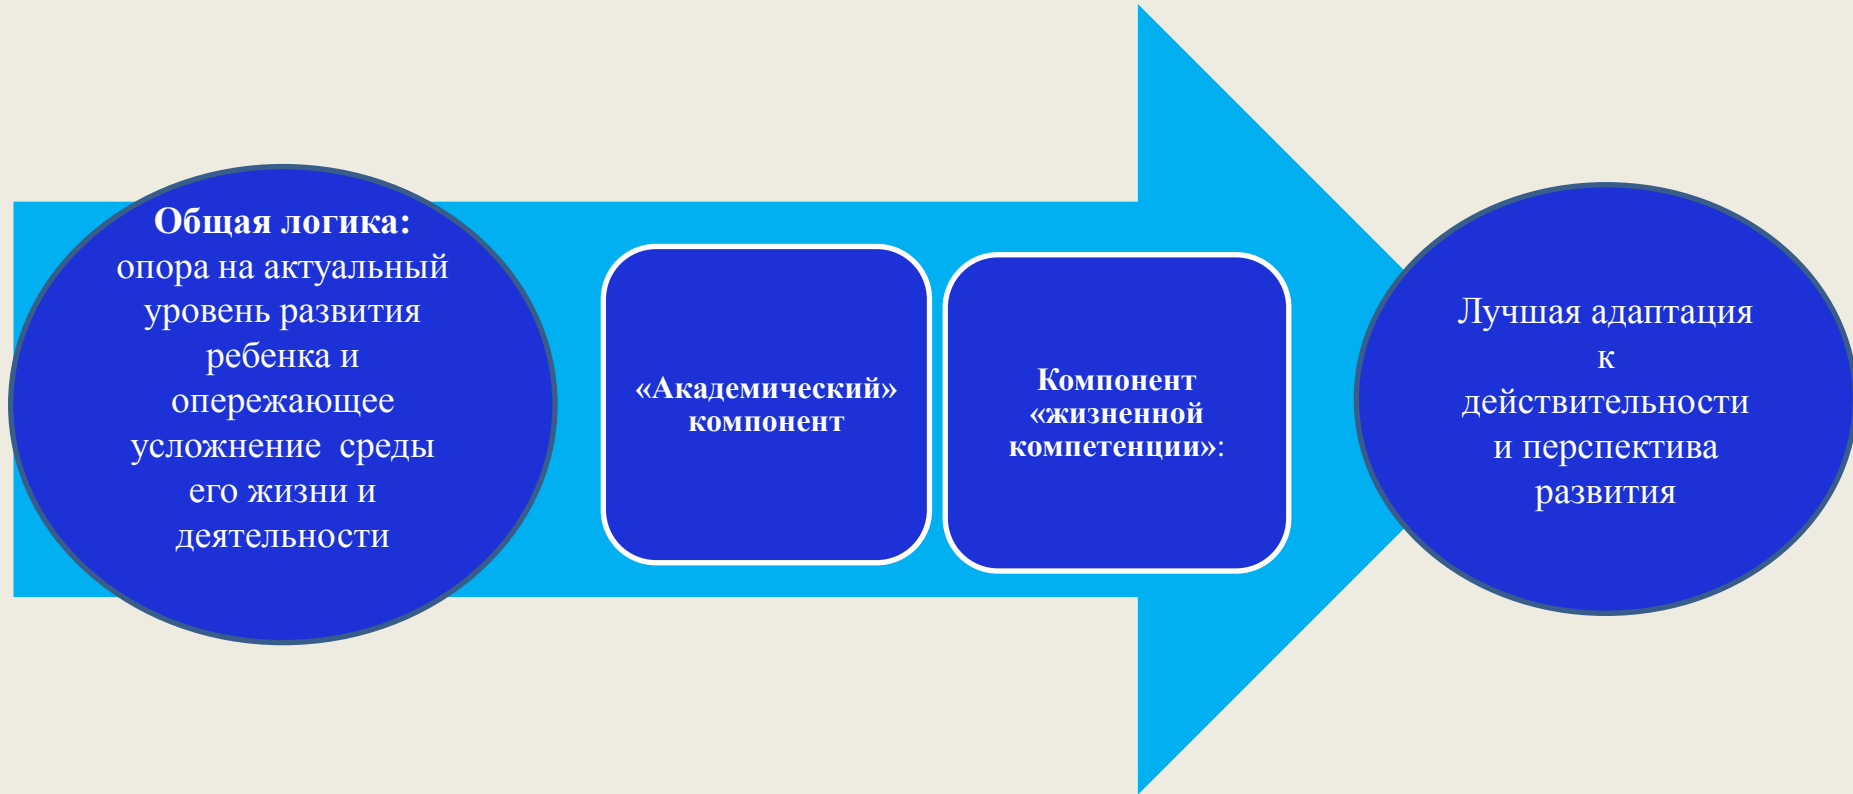 Общая логика:
опора на актуальный
уровень развития
ребенка и
опережающее
усложнение среды
его жизни и
деятельности
«Академический»
компонент
Компонент
«жизненной
компетенции»:
Лучшая адаптация
к
действительности
и перспектива
развития